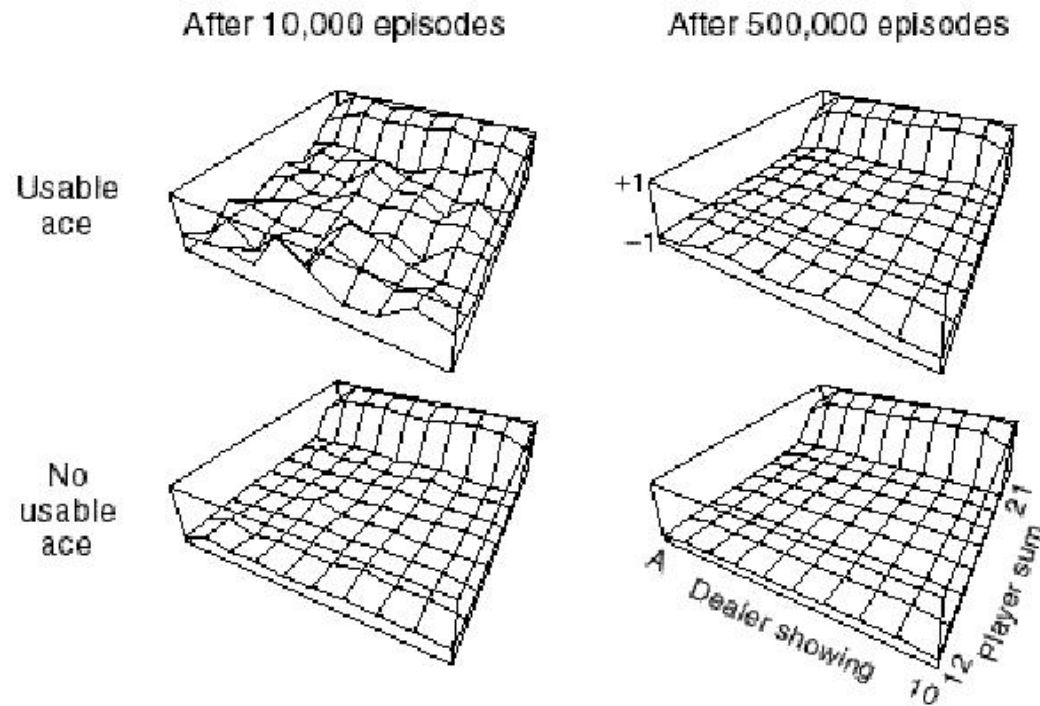 After 10,000 episodes
After 500,000 episodes
Usable
ace
+1
−1
No
usable
ace
A
Dealer showing
10
12
Player sum
21